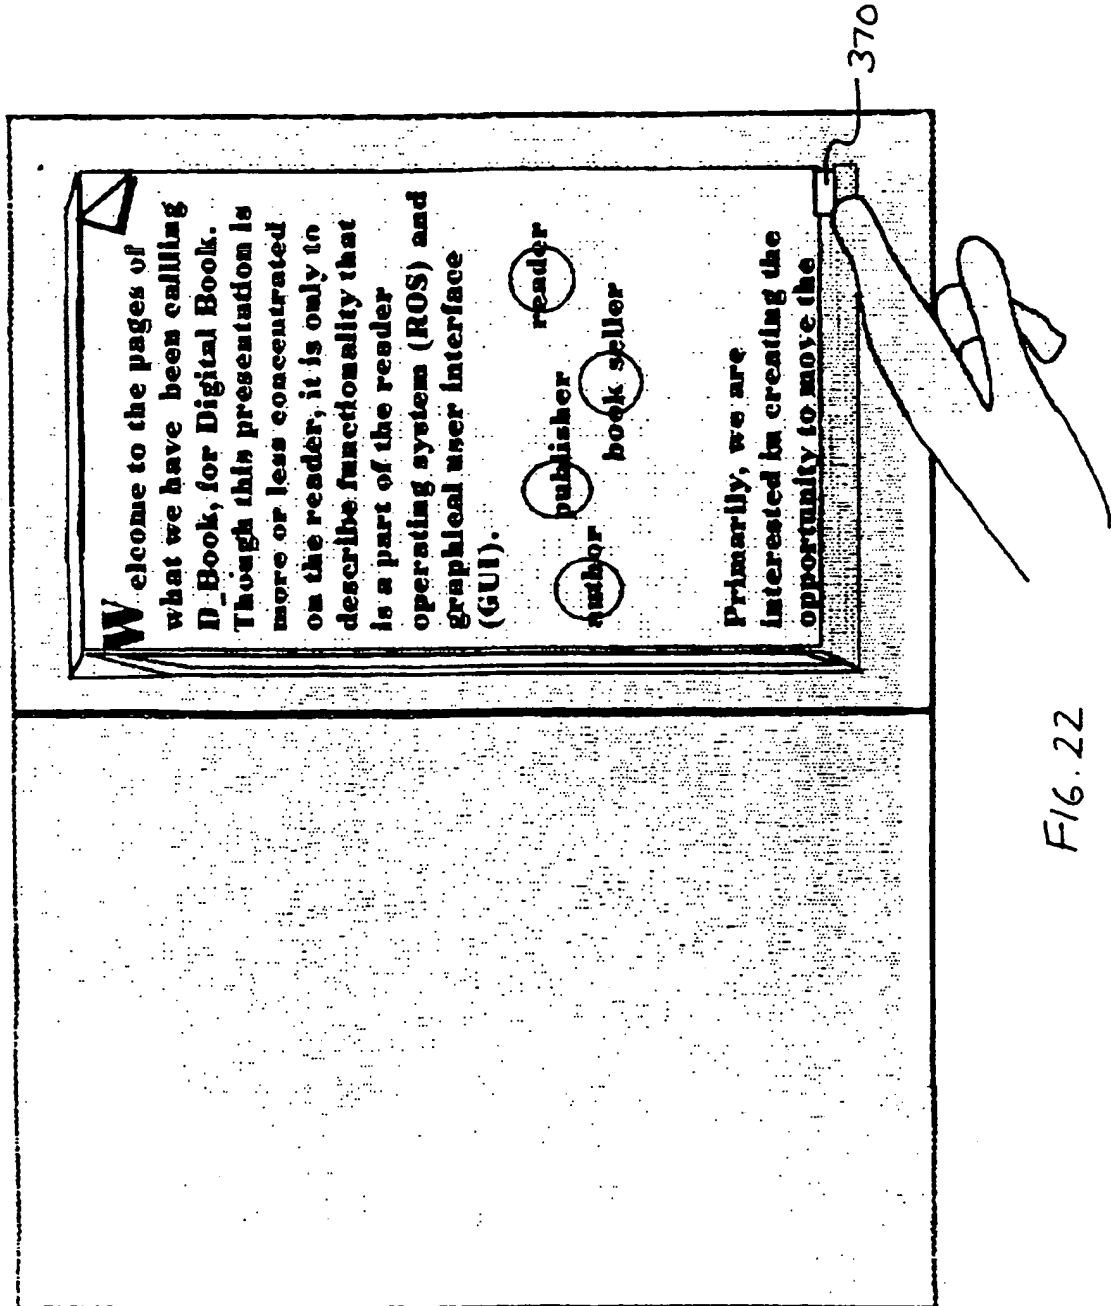 Welcome to the pages of
what we have been callling
D_Book, for Digital Book.
Though this presentation is
more or less concentrated
on the reader, it is only to
describe functionality that
is a part of the reader
operating system (ROS) and
graphical user interface
(GUI).
reader
publisher
book seller
author
Primarily, we are
interested in creating the
opportunity to move the
370
FIG. 22